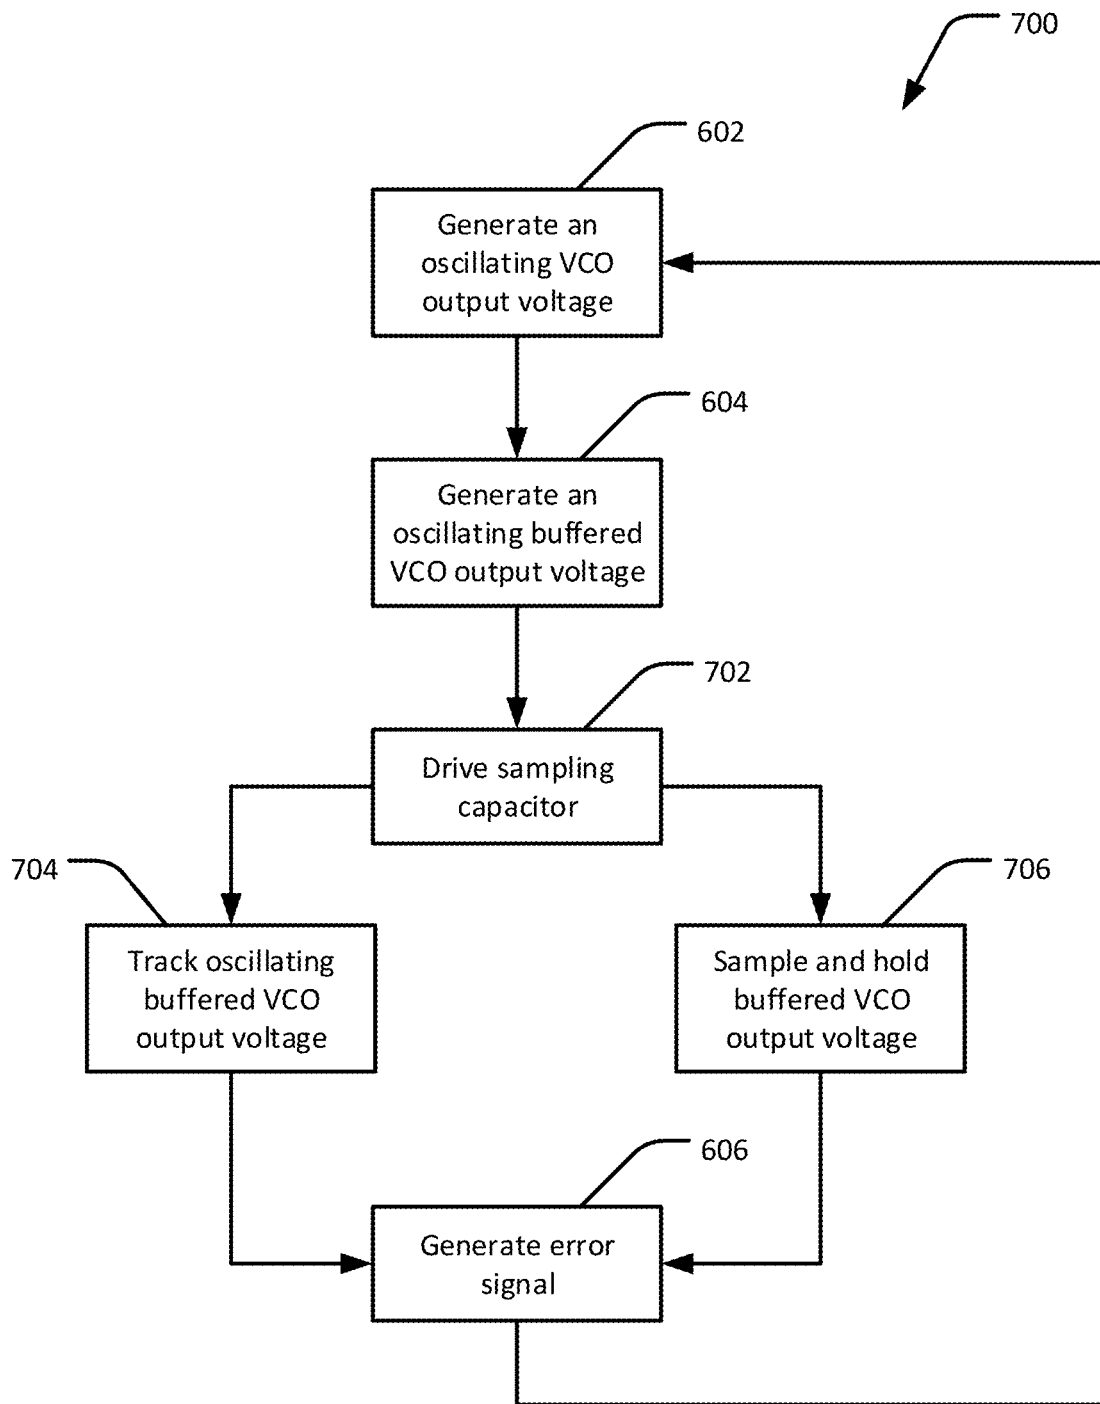 700
602
Generate an
oscillating VCO
output voltage
604
Generate an
oscillating buffered
VCO output voltage
702
Drive sampling
capacitor
704
706
Track oscillating
buffered VCO
output voltage
Sample and hold
buffered VCO
output voltage
606
Generate error
signal